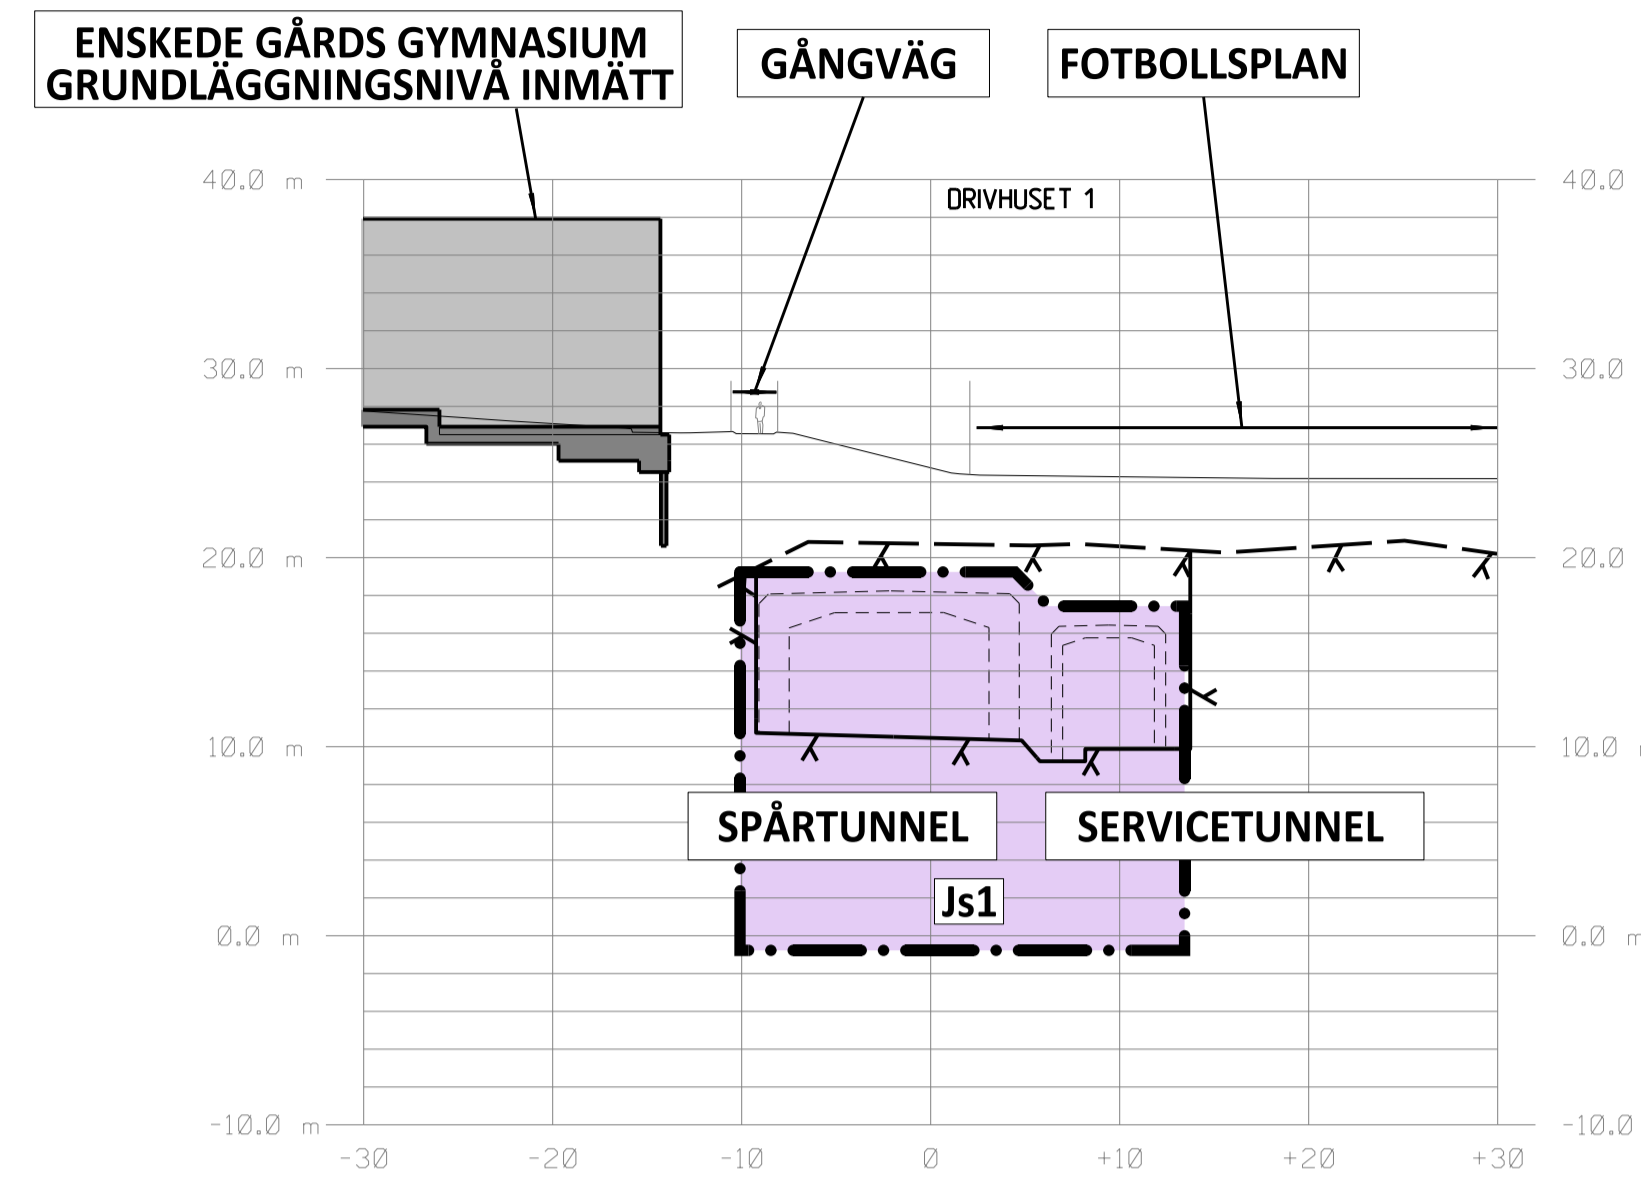 ENSKEDE GÅRDS GYMNASIUM
GRUNDLÄGGNINGSNIVÅ INMÄTT
GÅNGVÄG
FOTBOLLSPLAN
40.0 m
40.0
DRIVHUSET 1
30.0 m
30.0
20.0 m
20.0
10.0 m
10.0
SPÅRTUNNEL
SERVICETUNNEL
Js1
0.0 m
0.0 m
-10.0 m
-10.0
-30
-20
-10
0
+10
+20
+30